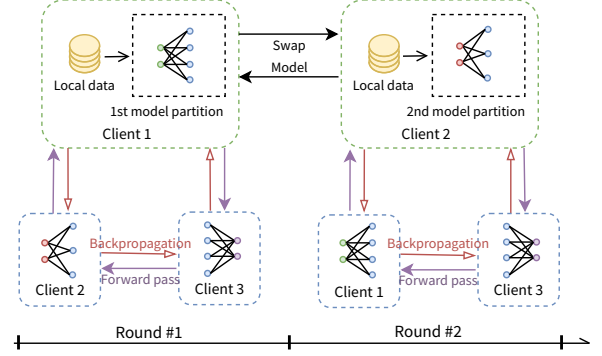 Swap
Model
Local data
1st model partition
Client 1
Local data
2nd model partition
Client 2
Backpropagation
Forward pass
Client 2
Client 3
Backpropagation
Forward pass
Client 1
Client 3
Round #1
Round #2